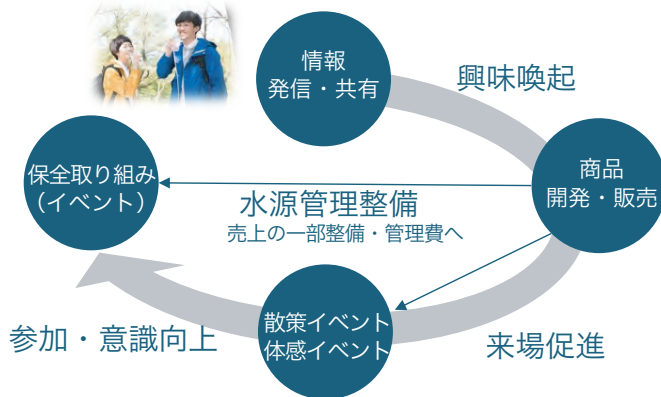 情報
発信・共有
興味喚起
商品
開発・販売
保全取り組み
（イベント）
水源管理整備
売上の一部整備・管理費へ
散策イベント
体感イベント
参加・意識向上
来場促進